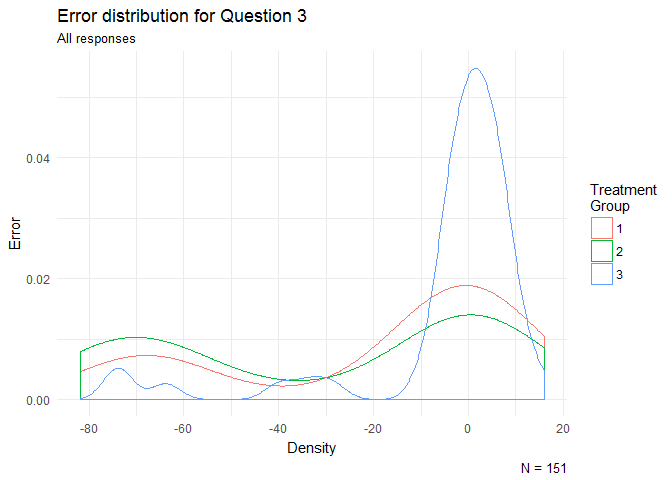 Error distribution for Question 3
All responses
Error
0.04
0.02
0.00
-80 -60 -40 -20 0 20
Density
Treatment
Group
1
2
3
N = 151